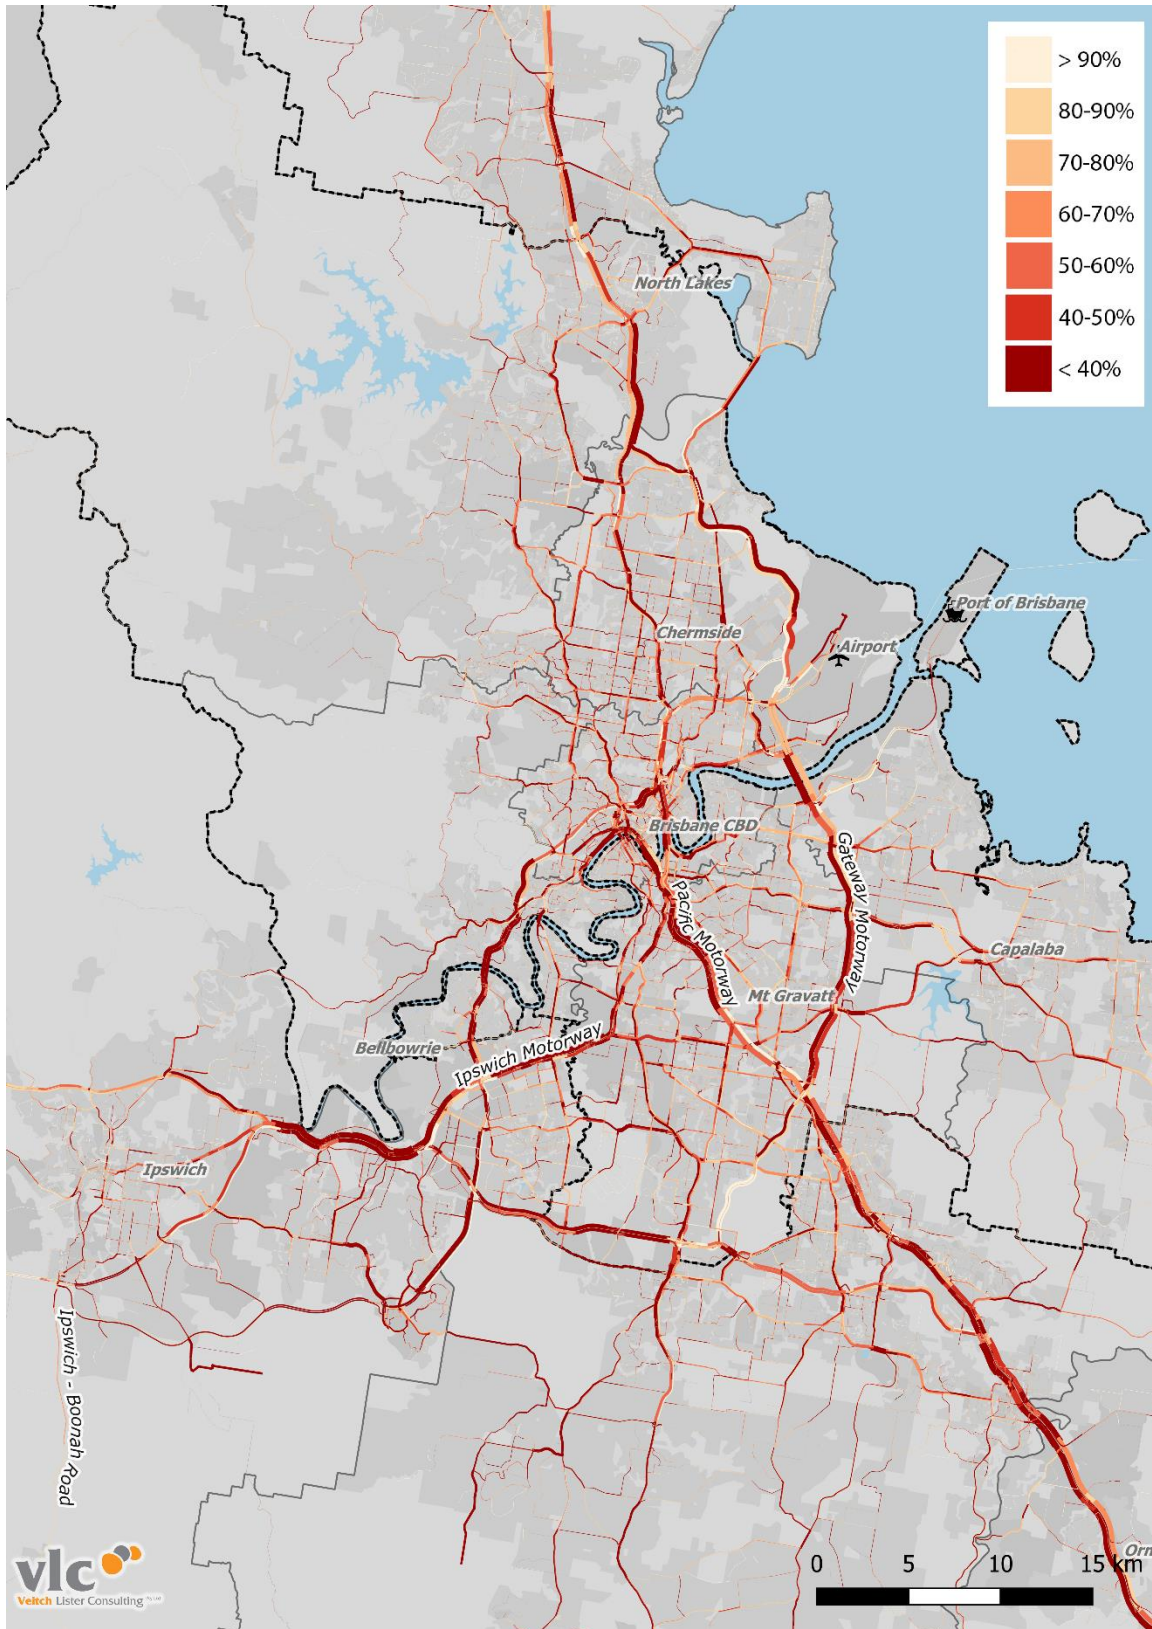 > 90%
80-90%
70-80%
60-70%
50-60%
40-50%
< 40%
North Lakes
Port of Brisbane
Chermside
Airport
Brisbane CBD
Gateway Motorway
Pacific Motorway
Capalaba
Mt Gravatt
Ipswich Motorway
Bellbowrie
Ipswich
Ipswich - Boonah Road
Orm
0 5 10 15 km
vlc
Veitch Lister Consulting